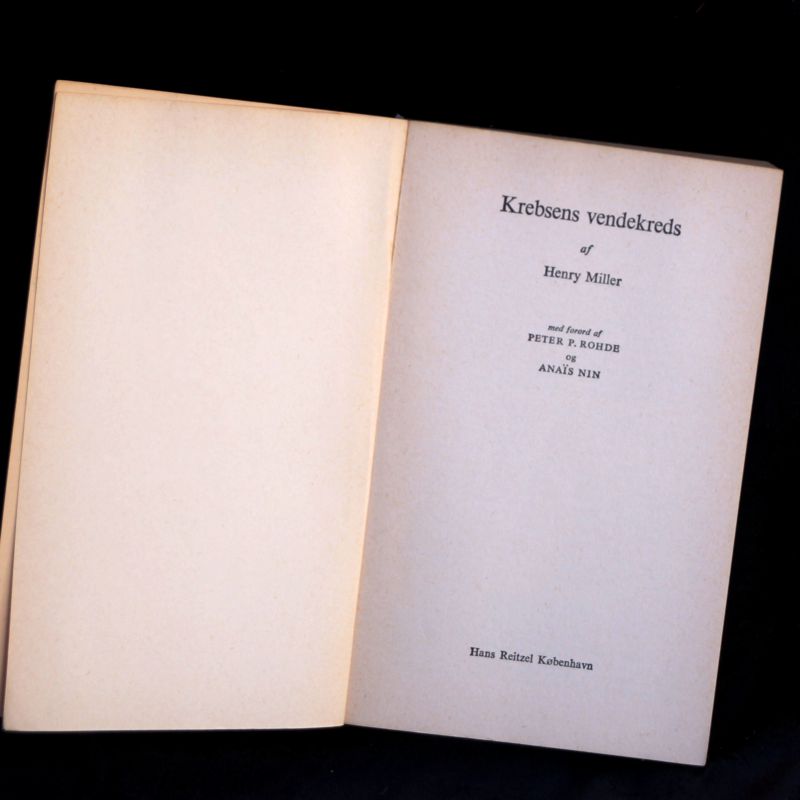 Krebsens vendekreds
af
Henry Miller
med forord af
PETER P. ROHDE
og
ANAÏS NIN
Hans Reitzel København